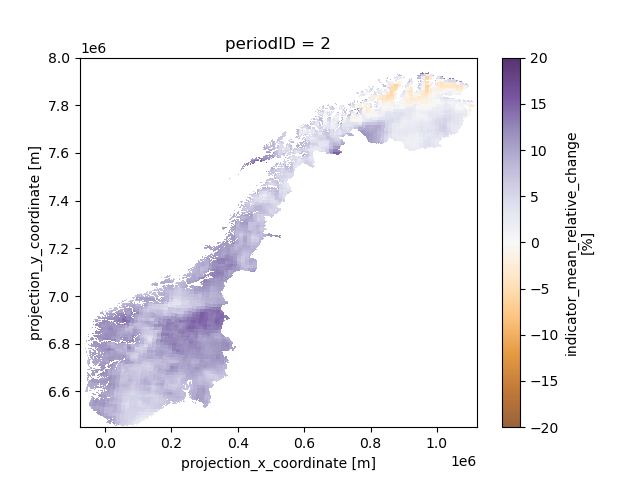 periodID = 2
1e6
8.0
7.8
7.6
7.4
7.2
7.0
6.8
6.6
projection_y_coordinate [m]
0.0 0.2 0.4 0.6 0.8 1.0
1e6
projection_x_coordinate [m]
20
15
10
5
0
−5
−10
−15
−20
indicator_mean_relative_change
[%]